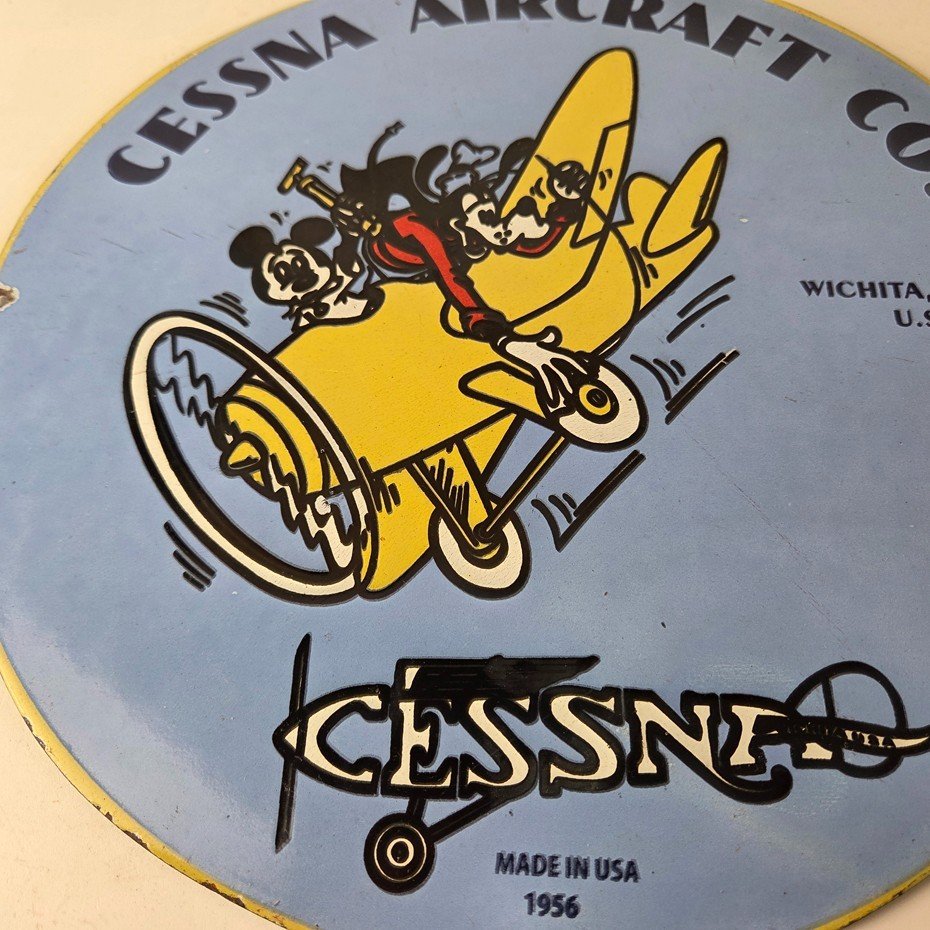 CESSNA AIRCRAFT CO.
WICHITA,
U.S
CESSNA
MADE IN USA
1956